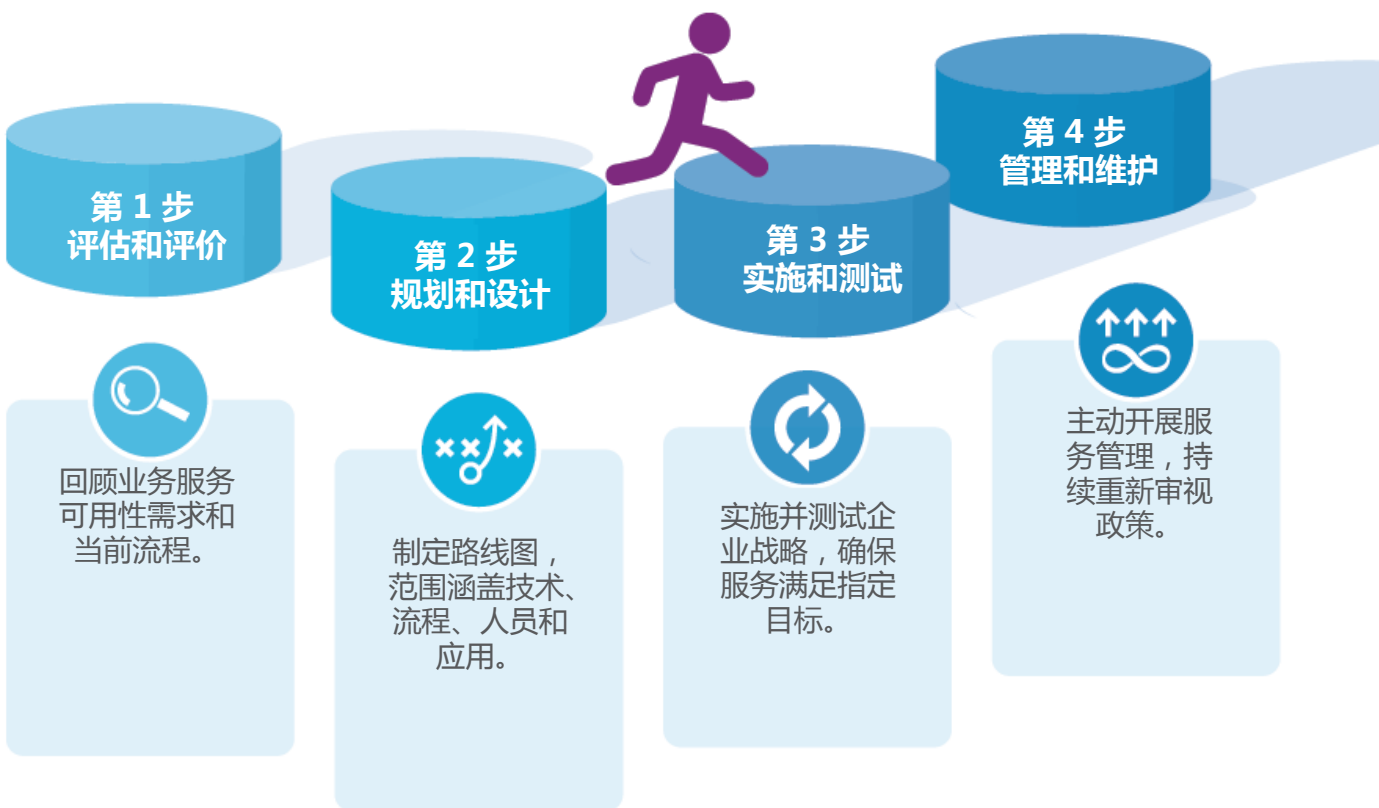 第 1 步
评估和评价
第 2 步
规划和设计
第 3 步
实施和测试
第 4 步
管理和维护
回顾业务服务
可用性需求和
当前流程。
制定路线图，
范围涵盖技术、
流程、人员和
应用。
实施并测试企
业战略，确保
服务满足指定
目标。
主动开展服
务管理，持
续重新审视
政策。